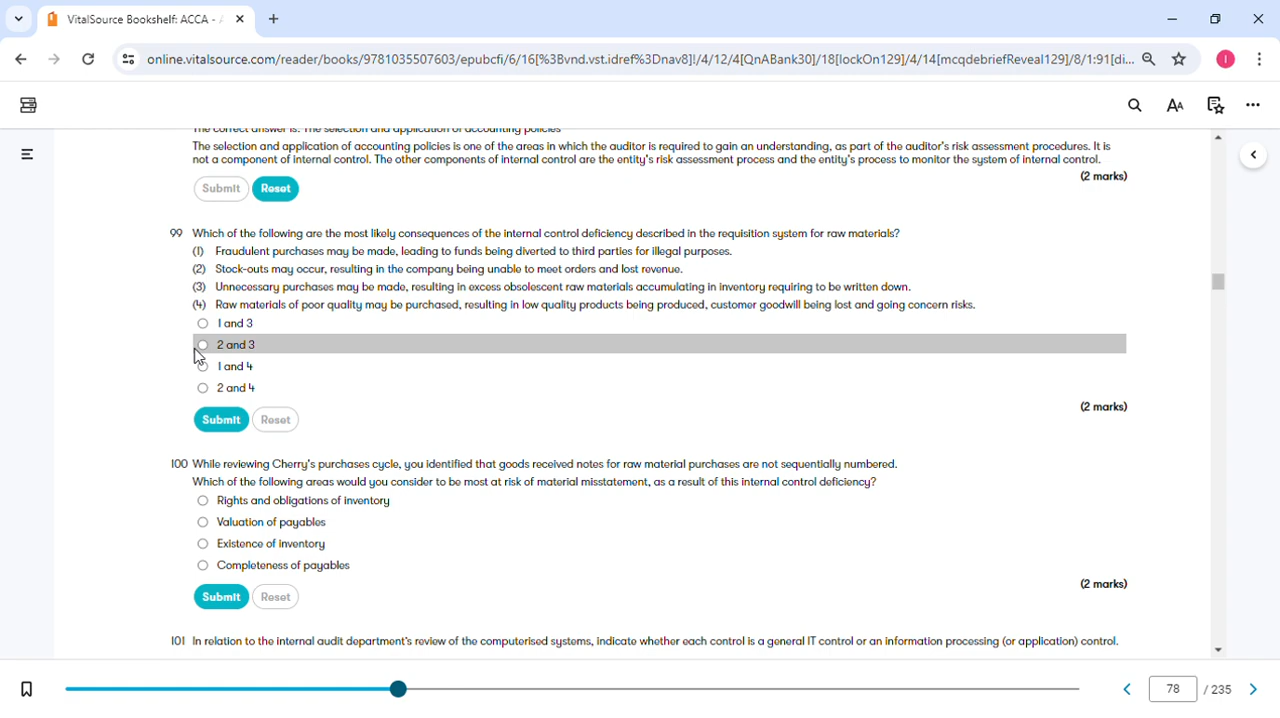 VitalSource Bookshelf: ACCA -
online.vitalsource.com/reader/books/9781035507603/epubcfi/6/16[%3Bvnd.vst.idref%3Dnav8]!/4/12/4[QnABank30]/18[lockOn129]/4/14[mcqdebriefReveal129]/8/1:91[di...
I
AA
The correct answer is: The selection and application of accounting policies
The selection and application of accounting policies is one of the areas in which the auditor is required to gain an understanding, as part of the auditor's risk assessment procedures. It is
not a component of internal control. The other components of internal control are the entity's risk assessment process and the entity's process to monitor the system of internal control.
(2 marks)
Submit Reset
99 Which of the following are the most likely consequences of the internal control deficiency described in the requisition system for raw materials?
(1) Fraudulent purchases may be made, leading to funds being diverted to third parties for illegal purposes.
(2) Stock-outs may occur, resulting in the company being unable to meet orders and lost revenue.
(3) Unnecessary purchases may be made, resulting in excess obsolescent raw materials accumulating in inventory requiring to be written down.
(4) Raw materials of poor quality may be purchased, resulting in low quality products being produced, customer goodwill being lost and going concern risks.
1 and 3
2 and 3
1 and 4
2 and 4
(2 marks)
Submit Reset
100 While reviewing Cherry's purchases cycle, you identified that goods received notes for raw material purchases are not sequentially numbered.
Which of the following areas would you consider to be most at risk of material misstatement, as a result of this internal control deficiency?
Rights and obligations of inventory
Valuation of payables
Existence of inventory
Completeness of payables
(2 marks)
Submit Reset
101 In relation to the internal audit department's review of the computerised systems, indicate whether each control is a general IT control or an information processing (or application) control.
78 / 235